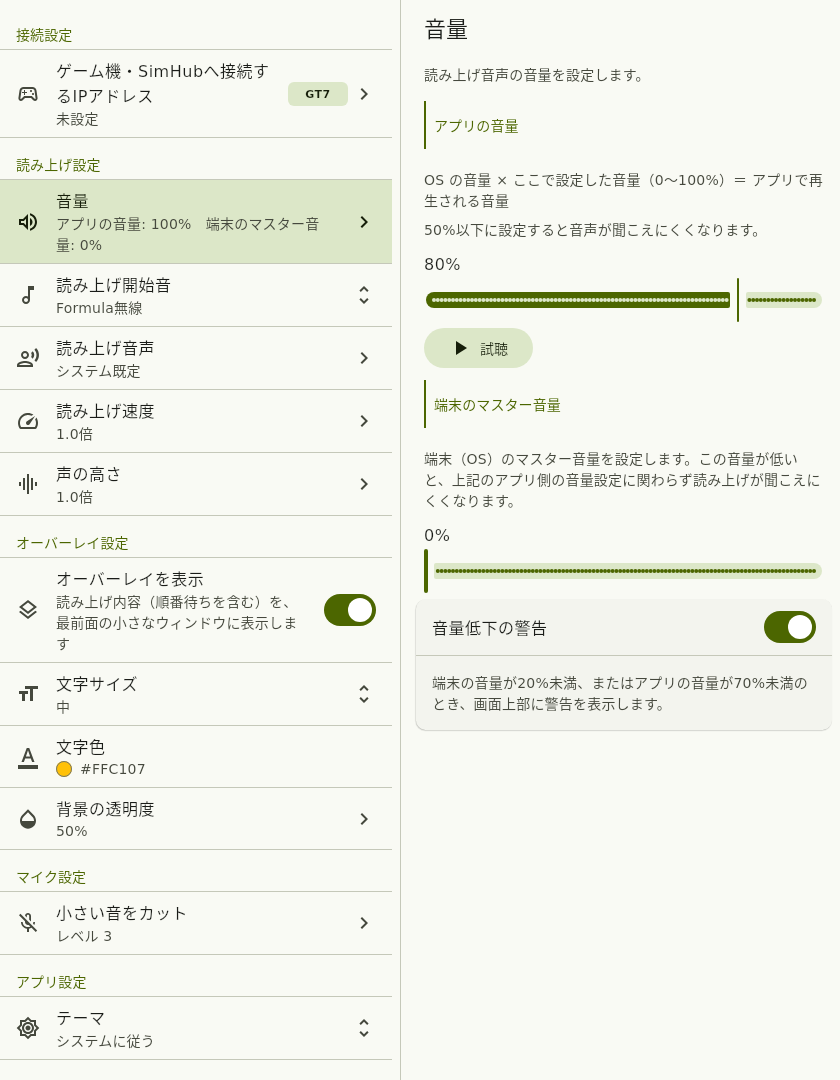 接続設定
ゲーム機・SimHubへ接続す
るIPアドレス
未設定
GT7
読み上げ設定
音量
アプリの音量: 100%　端末のマスター音
量: 0%
読み上げ開始音
Formula無線
読み上げ音声
システム既定
読み上げ速度
1.0倍
声の高さ
1.0倍
オーバーレイ設定
オーバーレイを表示
読み上げ内容（順番待ちを含む）を、
最前面の小さなウィンドウに表示しま
す
文字サイズ
中
文字色
#FFC107
背景の透明度
50%
マイク設定
小さい音をカット
レベル 3
アプリ設定
テーマ
システムに従う
音量
読み上げ音声の音量を設定します。
アプリの音量
OS の音量 × ここで設定した音量（0〜100%）＝ アプリで再
生される音量
50%以下に設定すると音声が聞こえにくくなります。
80%
試聴
端末のマスター音量
端末（OS）のマスター音量を設定します。この音量が低い
と、上記のアプリ側の音量設定に関わらず読み上げが聞こえに
くくなります。
0%
音量低下の警告
端末の音量が20%未満、またはアプリの音量が70%未満の
とき、画面上部に警告を表示します。